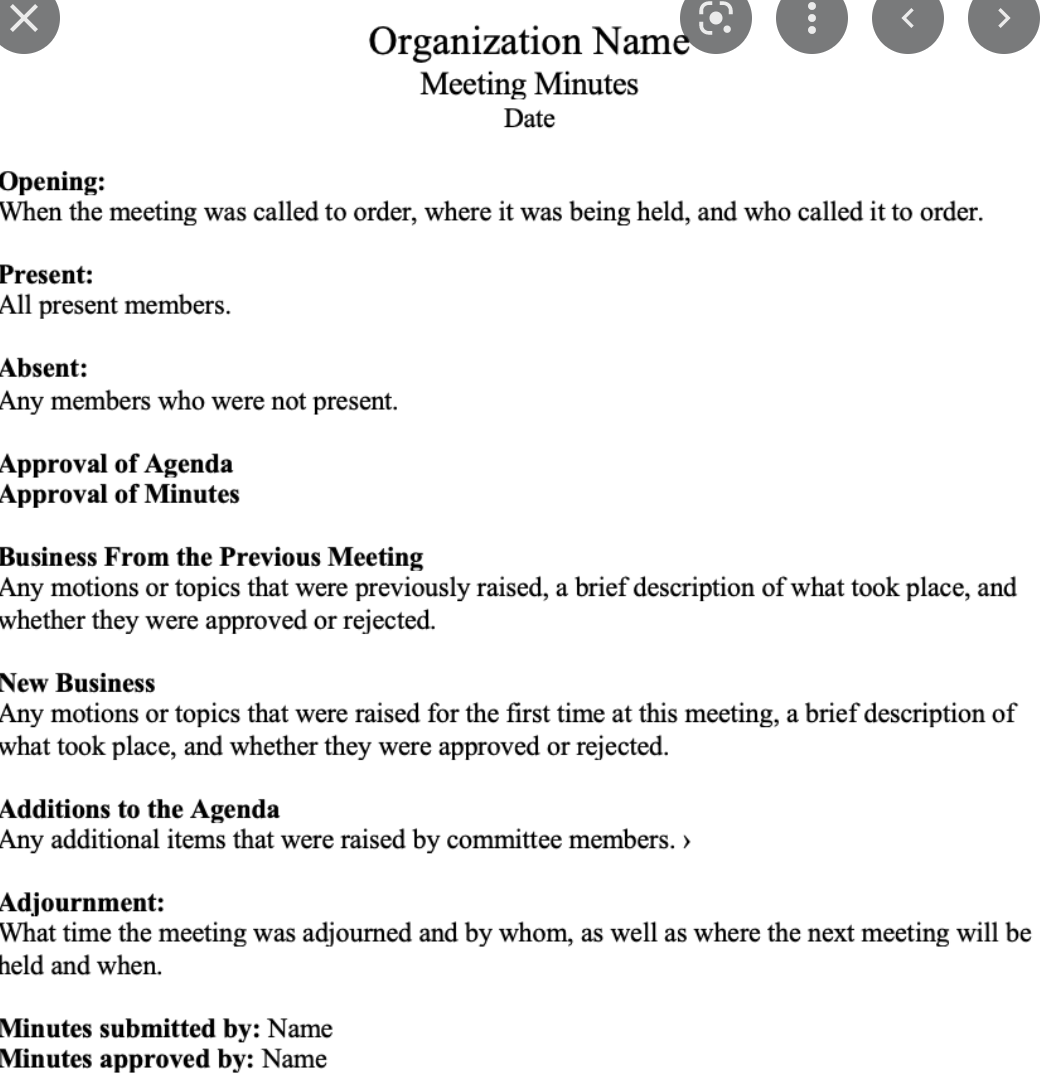 Organization Name
Meeting Minutes
Date
Opening:
When the meeting was called to order, where it was being held, and who called it to order.
Present:
All present members.
Absent:
Any members who were not present.
Approval of Agenda
Approval of Minutes
Business From the Previous Meeting
Any motions or topics that were previously raised, a brief description of what took place, and
whether they were approved or rejected.
New Business
Any motions or topics that were raised for the first time at this meeting, a brief description of
what took place, and whether they were approved or rejected.
Additions to the Agenda
Any additional items that were raised by committee members. ›
Adjournment:
What time the meeting was adjourned and by whom, as well as where the next meeting will be
held and when.
Minutes submitted by: Name
Minutes approved by: Name